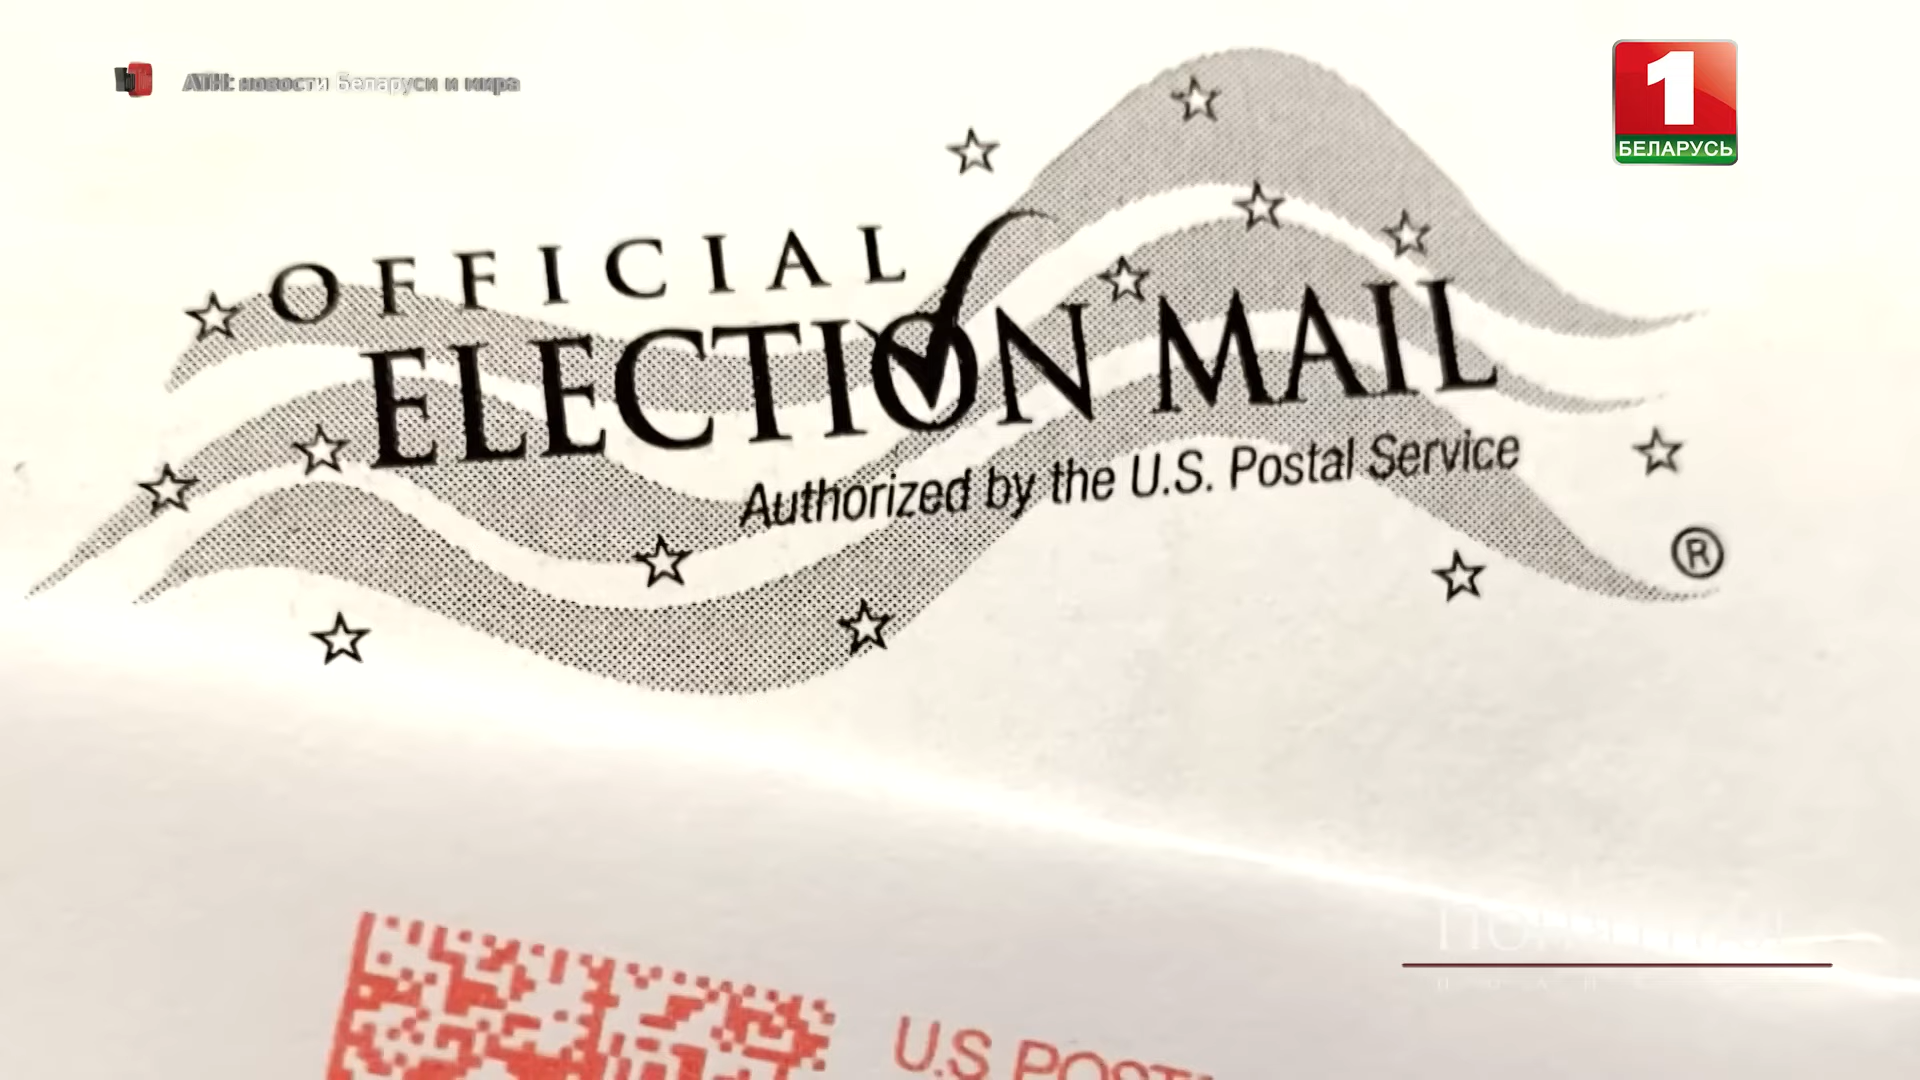 АТН: новости Беларуси и мира
1
БЕЛАРУСЬ
OFFICIAL
ELECTION MAIL
Authorized by the U.S. Postal Service
®
U.S POST